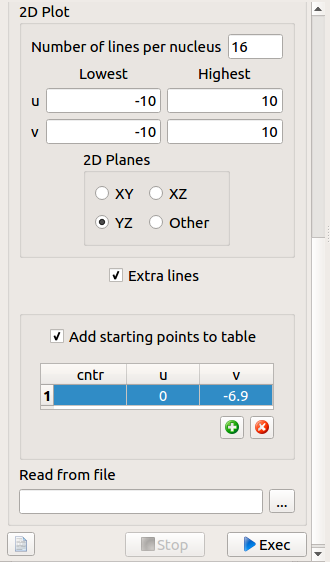 2D Plot
Number of lines per nucleus 16
Lowest Highest
u -10 10
v -10 10
2D Planes
XY XZ
YZ Other
Extra lines
Add starting points to table
cntr u v
1 0 -6.9
Read from file
...
Stop Exec